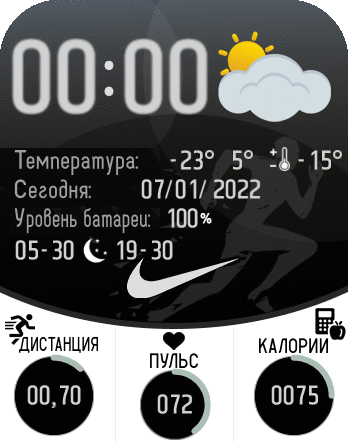 00:00
Температура: -23° 5° +- -15°
Сегодня: 07/01/2022
Уровень батареи: 100%
05-30 19-30
ДИСТАНЦИЯ ПУЛЬС КАЛОРИИ
00,70 072 0075